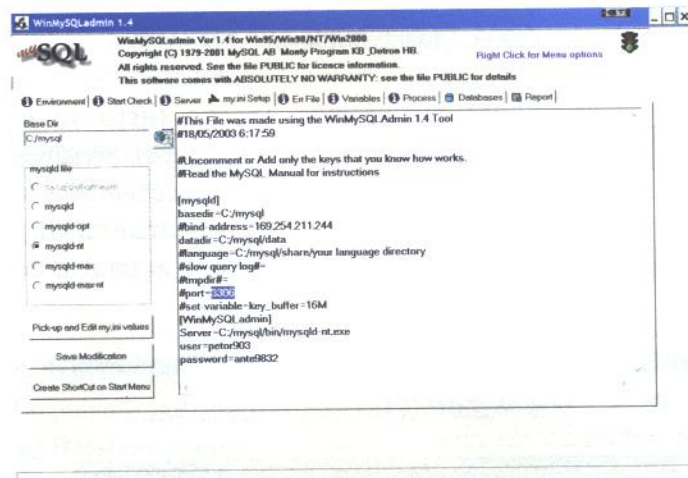 WinMySQLadmin 1.4
MySQL
WinMySQLadmin Ver 1.4 for Win95/Win98/NT/Win2000
Copyright (C) 1979-2001 MySQL AB Monty Program KB Detron HB.
All rights reserved. See the file PUBLIC for licence information.
This software comes with ABSOLUTELY NO WARRANTY: see the file PUBLIC for details
Right Click for Menu options
Environment Start Check Server my.ini Setup Err File Variables Process Databases Report
Base Dir
C:/mysql
mysqld file
mysqld
mysqld-opt
mysqld-nt
mysqld-max
mysqld-max-nt
Pick-up and Edit my.ini values
Save Modification
Create ShortCut on Start Menu
#This File was made using the WinMySQLAdmin 1.4 Tool
#18/05/2003 6:17:59
#Uncomment or Add only the keys that you know how works.
#Read the MySQL Manual for instructions
[mysqld]
basedir=C:/mysql
#bind-address=169.254.211.244
datadir=C:/mysql/data
#language=C:/mysql/share/your language directory
#slow query log#=
#tmpdir#=
#port=3306
#set-variable=key_buffer=16M
[WinMySQLadmin]
Server=C:/mysql/bin/mysqld-nt.exe
user=petar903
password=ante9832